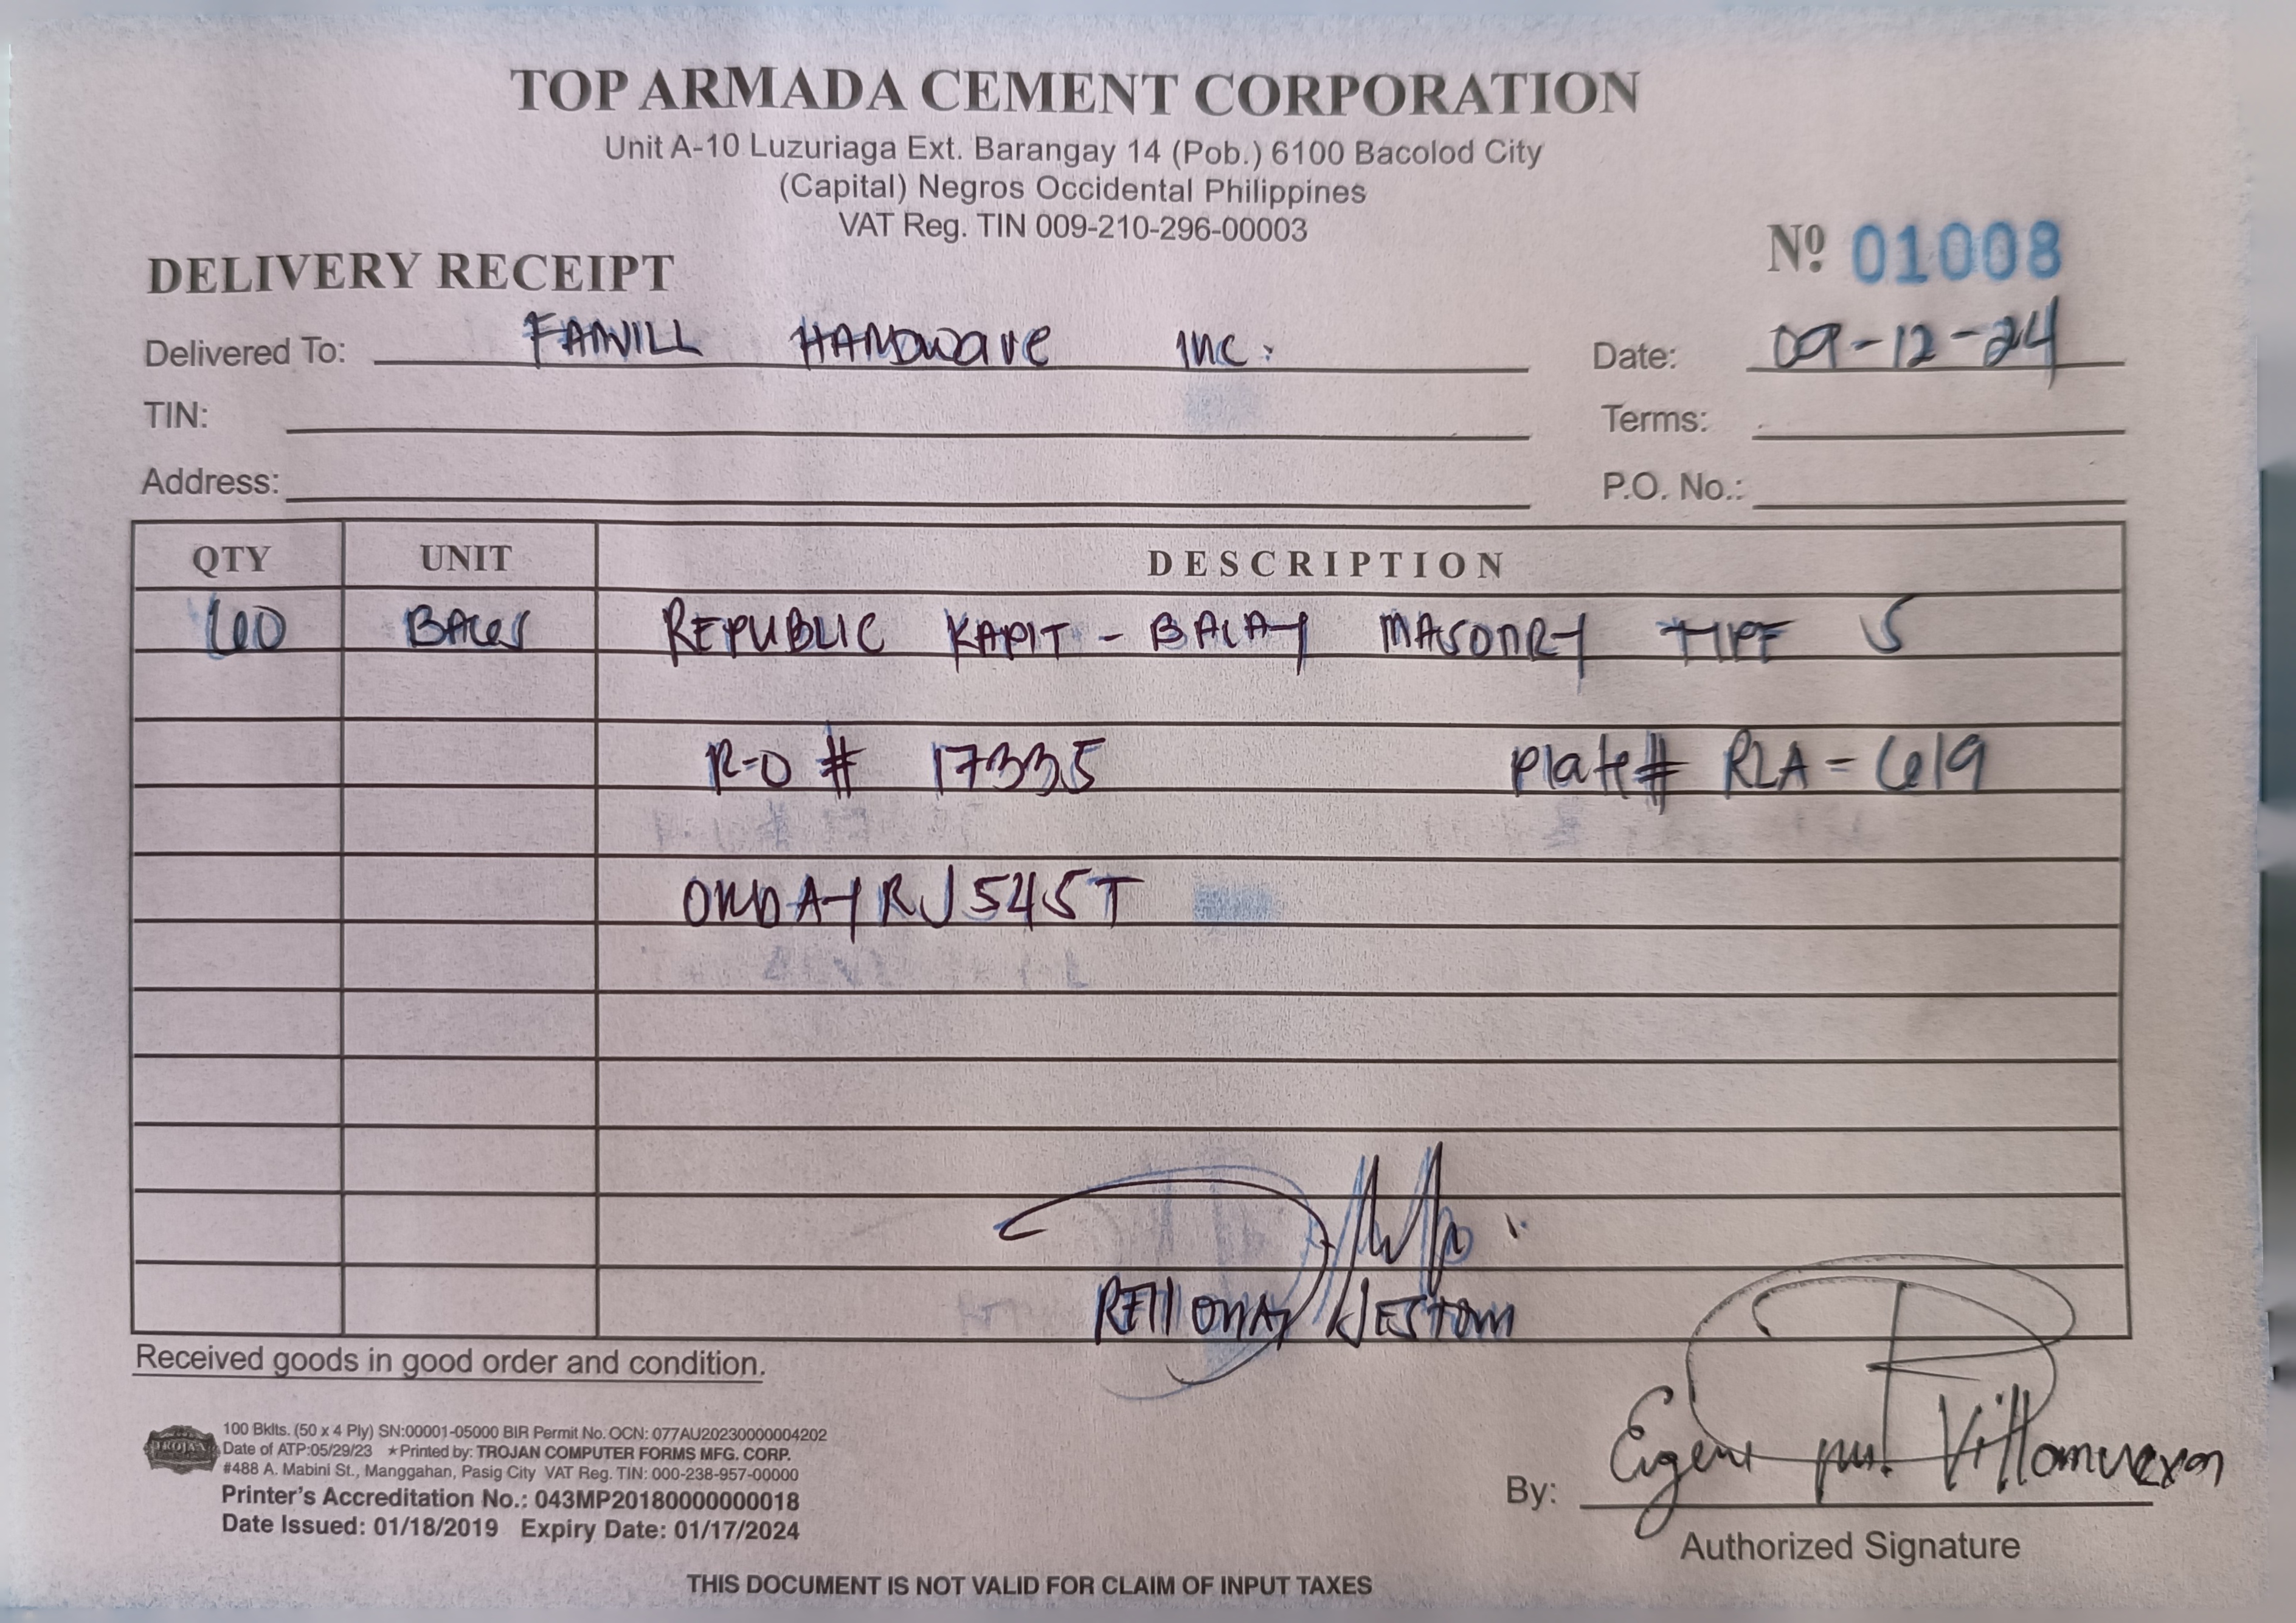 TOP ARMADA CEMENT CORPORATION
Unit A-10 Luzuriaga Ext. Barangay 14 (Pob.) 6100 Bacolod City
(Capital) Negros Occidental Philippines
VAT Reg. TIN 009-210-296-00003
DELIVERY RECEIPT Nº 01008
Delivered To: FANVILL HARDWARE INC. Date: 09-12-24
TIN: Terms:
Address: P.O. No.:
QTY UNIT DESCRIPTION
60 BAGS REPUBLIC KAPIT-BALAY MASONRY TYPE S
R-O # 17335 Plate# RLA-619
ONDAYRJ545T
Received goods in good order and condition.
100 Bklts. (50 x 4 Ply) SN:00001-05000 BIR Permit No. OCN: 077AU20230000004202
TROJAN
Date of ATP:05/29/23 ★Printed by: TROJAN COMPUTER FORMS MFG. CORP.
#488 A. Mabini St., Manggahan, Pasig City VAT Reg. TIN: 000-238-957-00000
Printer's Accreditation No.: 043MP20180000000018
Date Issued: 01/18/2019 Expiry Date: 01/17/2024
By:
Authorized Signature
THIS DOCUMENT IS NOT VALID FOR CLAIM OF INPUT TAXES